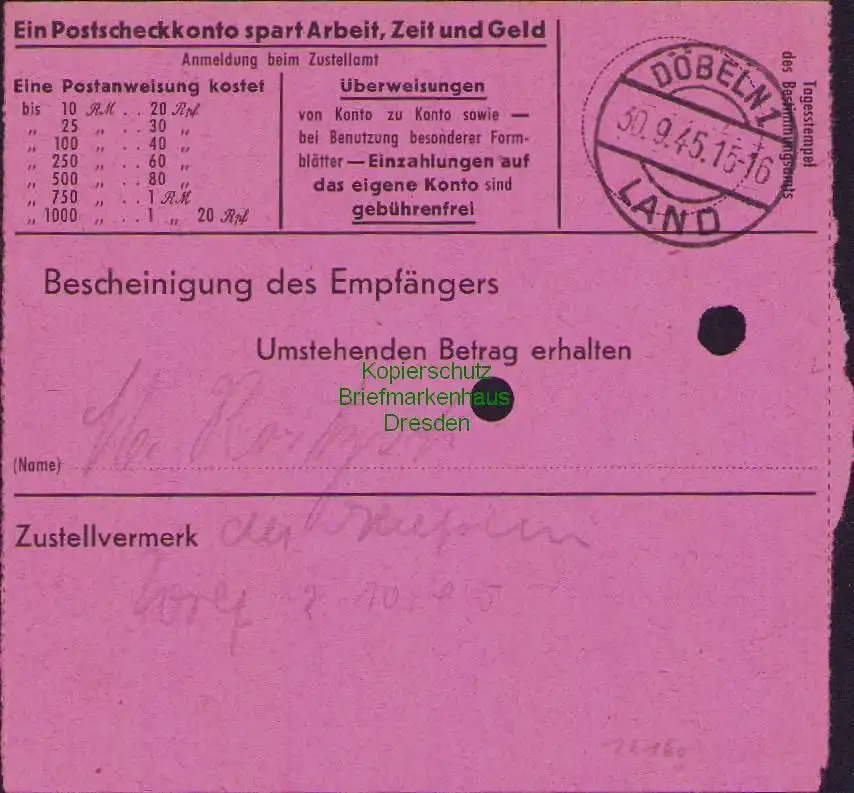 Ein Postscheckkonto spart Arbeit, Zeit und Geld
Anmeldung beim Zustellamt
Eine Postanweisung kostet
bis 10 RM . . 20 Rpf
„ 25 „ . . 30 „
„ 100 „ . . 40 „
„ 250 „ . . 60 „
„ 500 „ . . 80 „
„ 750 „ . . 1 RM
„ 1000 „ . . 1 „ 20 Rpf
Überweisungen
von Konto zu Konto sowie —
bei Benutzung besonderer Form-
blätter — Einzahlungen auf
das eigene Konto sind
gebührenfrei
Tagesstempel
des Bestimmungsamts
DÖBELN 1
30.9.45.15-16
LAND
Bescheinigung des Empfängers
Umstehenden Betrag erhalten
Kopierschutz
Briefmarkenhaus
Dresden
(Name)
Zustellvermerk